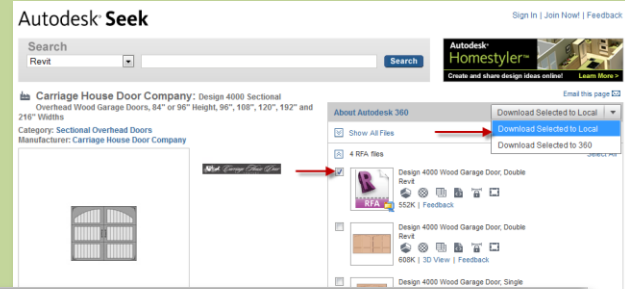 Autodesk® Seek
Sign In | Join Now! | Feedback
Search
Revit
Search
Autodesk®
Homestyler™
Create and share design ideas online! Learn More >
Carriage House Door Company: Design 4000 Sectional
Overhead Wood Garage Doors, 84" or 96" Height, 96", 108", 120", 192" and
216" Widths
Category: Sectional Overhead Doors
Manufacturer: Carriage House Door Company
Email this page
About Autodesk 360
Download Selected to Local
Download Selected to Local
Download Selected to 360
Show All Files
4 RFA files
Select All
Carriage House Door
Design 4000 Wood Garage Door, Double
Revit
RFA
552K | Feedback
Design 4000 Wood Garage Door, Double
Revit
608K | 3D View | Feedback
Design 4000 Wood Garage Door, Single